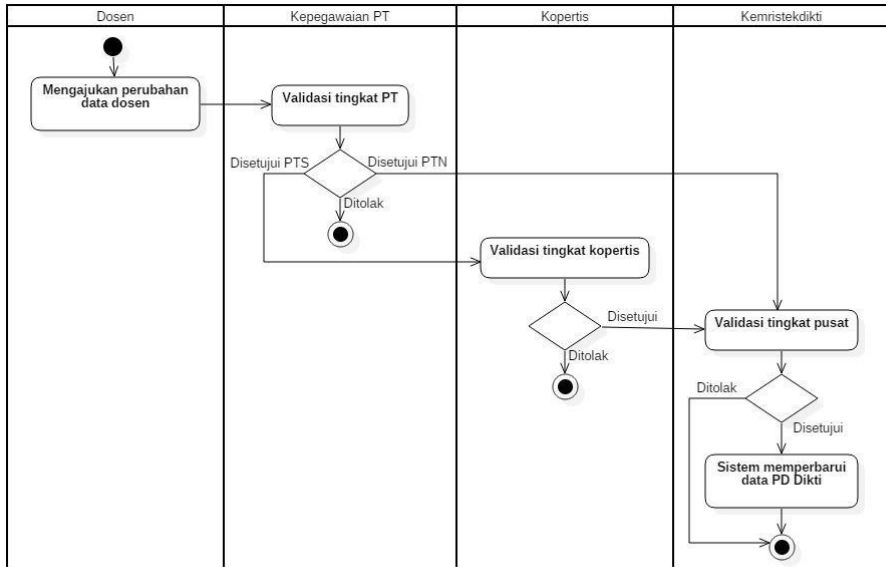 Dosen
Kepegawaian PT
Kopertis
Kemristekdikti
Mengajukan perubahan
data dosen
Validasi tingkat PT
Disetujui PTS
Disetujui PTN
Ditolak
Validasi tingkat kopertis
Disetujui
Ditolak
Validasi tingkat pusat
Ditolak
Disetujui
Sistem memperbarui
data PD Dikti